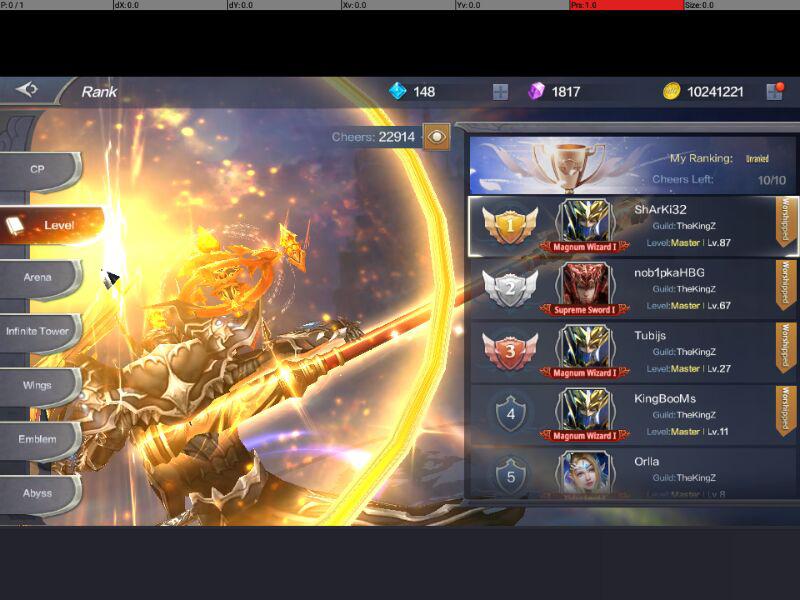 P: 0 / 1
dX: 0.0
dY: 0.0
Xv: 0.0
Yv: 0.0
Prs: 1.0
Size: 0.0
Rank
148
1817
10241221
Cheers: 22914
CP
Level
Arena
Infinite Tower
Wings
Emblem
Abyss
My Ranking: Unranked
Cheers Left: 10/10
1
ShArKi32
Guild:TheKingZ
Level:Master | Lv.87
Magnum Wizard I
Worshipped
2
nob1pkaHBG
Guild:TheKingZ
Level:Master | Lv.67
Supreme Sword I
Worshipped
3
Tubijs
Guild:TheKingZ
Level:Master | Lv.27
Magnum Wizard I
Worshipped
4
KingBooMs
Guild:TheKingZ
Level:Master | Lv.11
Magnum Wizard I
Worshipped
5
Orlla
Guild:TheKingZ
Level:Master | Lv.8